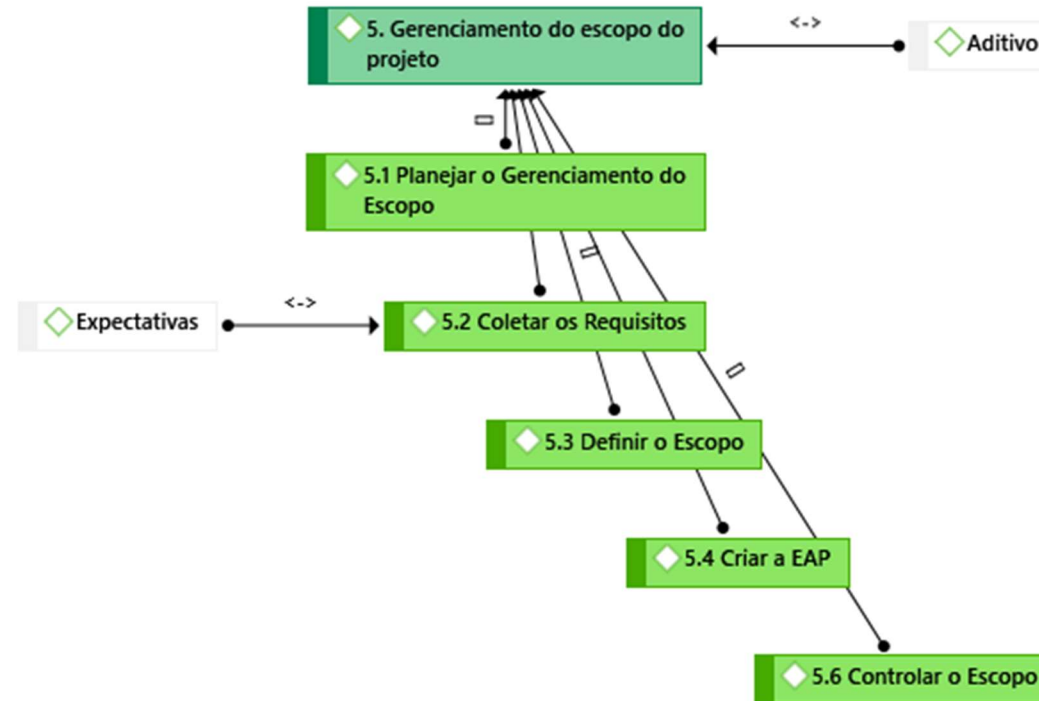 5. Gerenciamento do escopo do
projeto
<->
Aditivo
[]
5.1 Planejar o Gerenciamento do
Escopo
[]
Expectativas
<->
5.2 Coletar os Requisitos
[]
5.3 Definir o Escopo
5.4 Criar a EAP
5.6 Controlar o Escopo